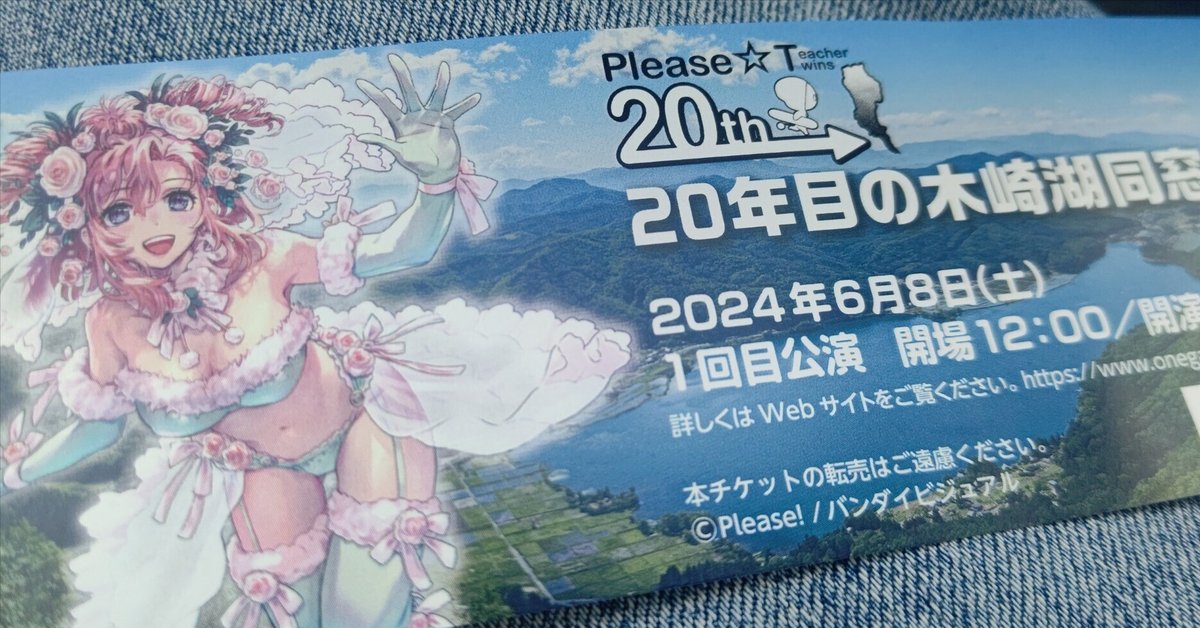 Please☆Teacher
wins
20th
20年目の木崎湖同窓
2024年6月8日(土)
1回目公演 開場12:00/開演
詳しくはWebサイトをご覧ください。https://www.oneg
本チケットの転売はご遠慮ください。
©Please! / バンダイビジュアル